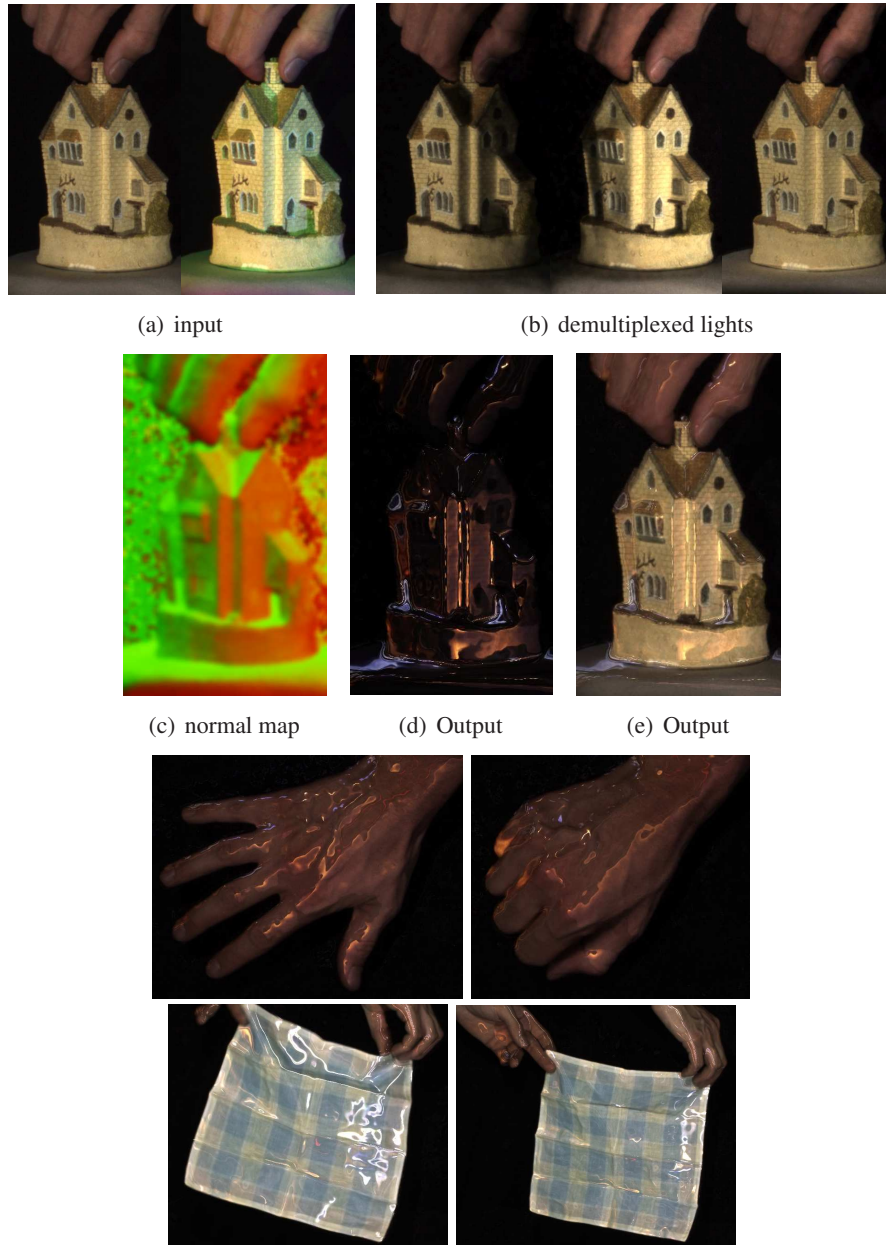 (a) input
(b) demultiplexed lights
(c) normal map
(d) Output
(e) Output